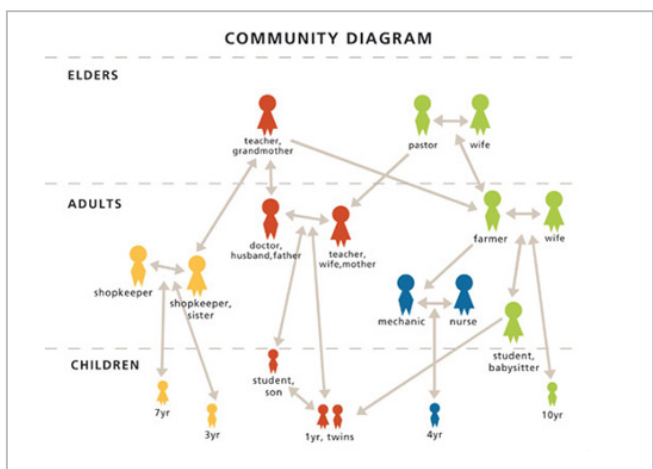 COMMUNITY DIAGRAM
ELDERS
teacher,
grandmother
pastor
wife
ADULTS
doctor,
husband,father
teacher,
wife,mother
farmer
wife
shopkeeper
shopkeeper,
sister
mechanic
nurse
student,
babysitter
CHILDREN
student,
son
7yr
3yr
1yr, twins
4yr
10yr